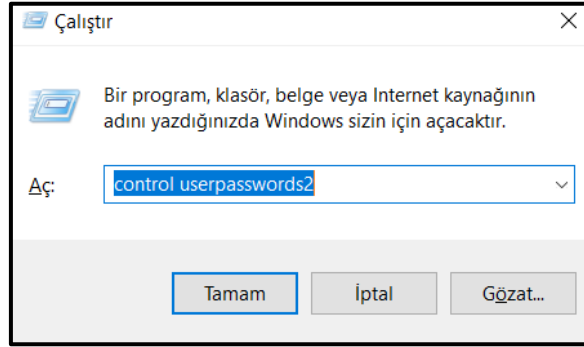 Çalıştır
Bir program, klasör, belge veya Internet kaynağının
adını yazdığınızda Windows sizin için açacaktır.
Aç:
control userpasswords2
Tamam
İptal
Gözat...